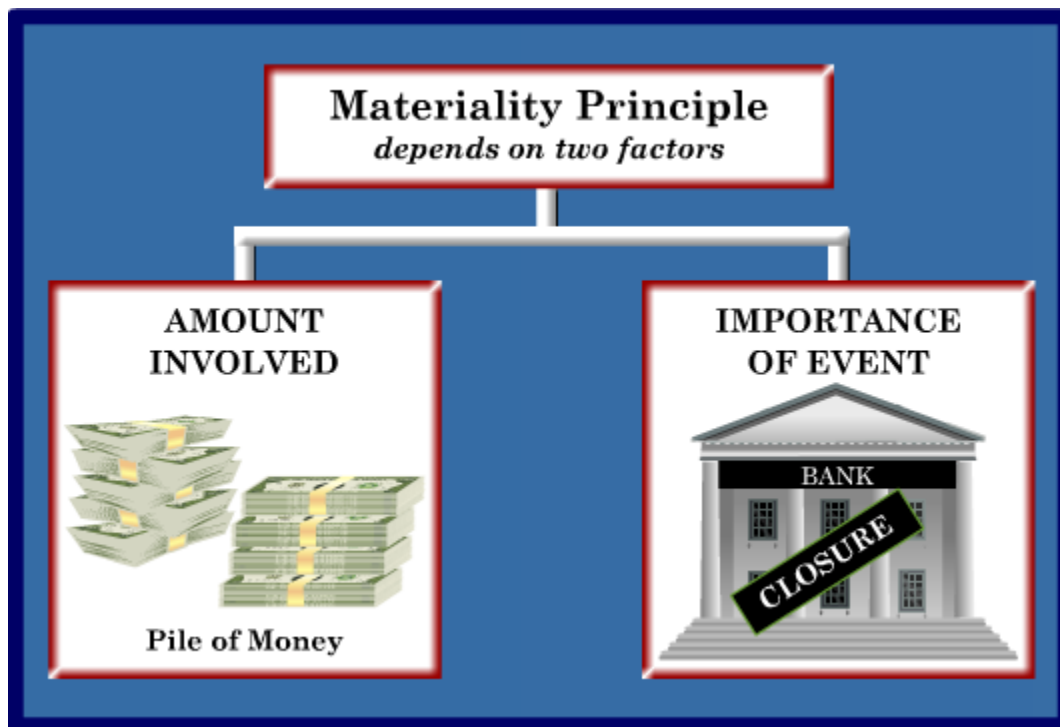 Materiality Principle
depends on two factors
AMOUNT
INVOLVED
Pile of Money
IMPORTANCE
OF EVENT
BANK
CLOSURE